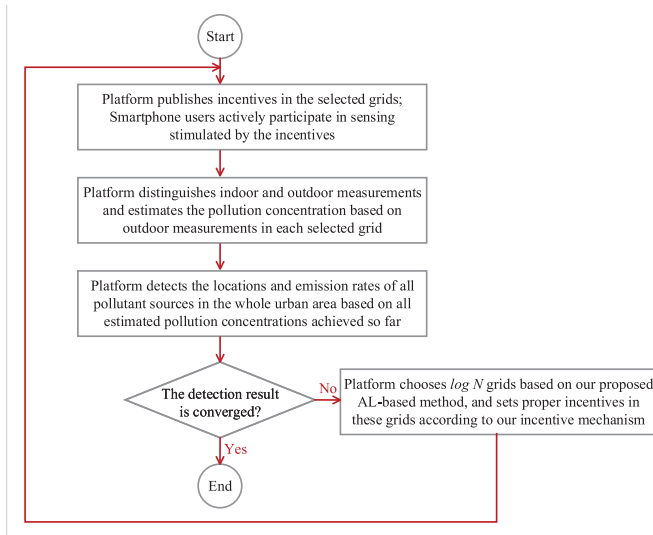 Start
Platform publishes incentives in the selected grids;
Smartphone users actively participate in sensing
stimulated by the incentives
Platform distinguishes indoor and outdoor measurements
and estimates the pollution concentration based on
outdoor measurements in each selected grid
Platform detects the locations and emission rates of all
pollutant sources in the whole urban area based on all
estimated pollution concentrations achieved so far
The detection result
is converged?
No
Platform chooses log N grids based on our proposed
AL-based method, and sets proper incentives in
these grids according to our incentive mechanism
Yes
End